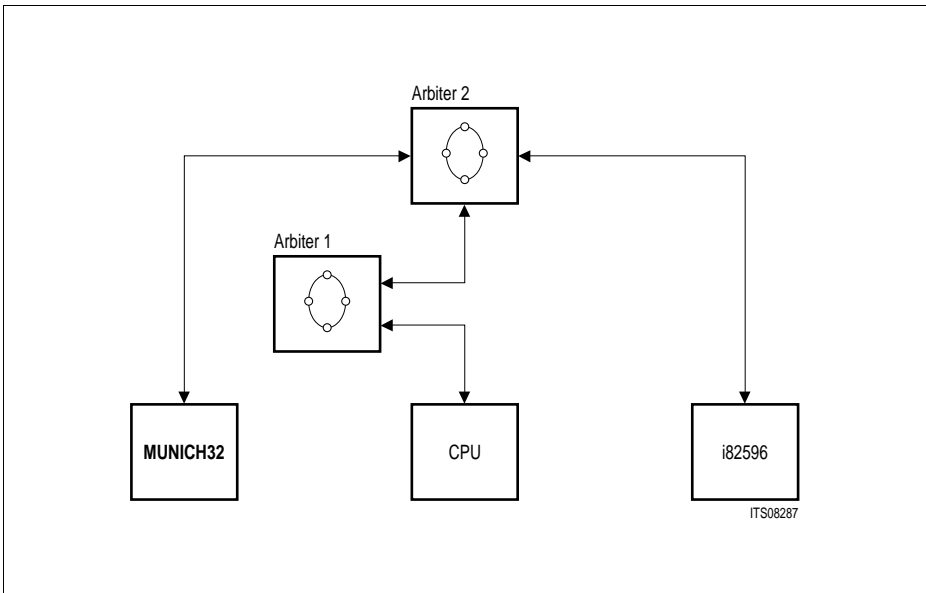 Arbiter 2
Arbiter 1
MUNICH32
CPU
i82596
ITS08287